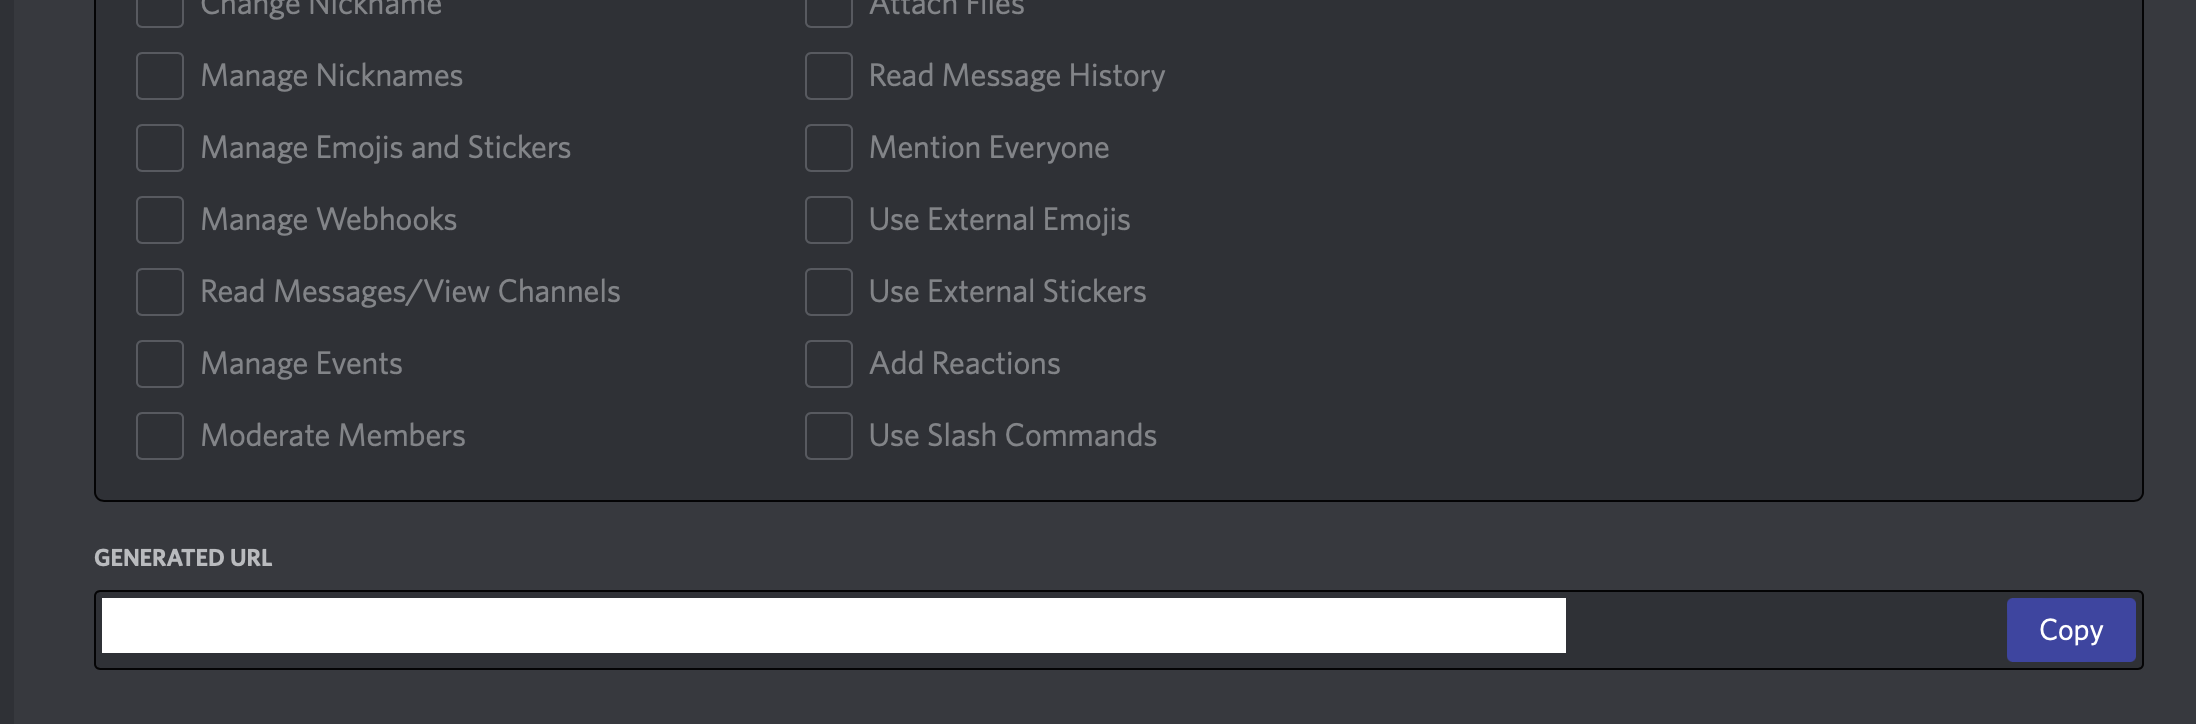 Change Nickname
Manage Nicknames
Manage Emojis and Stickers
Manage Webhooks
Read Messages/View Channels
Manage Events
Moderate Members
Attach Files
Read Message History
Mention Everyone
Use External Emojis
Use External Stickers
Add Reactions
Use Slash Commands
GENERATED URL
Copy